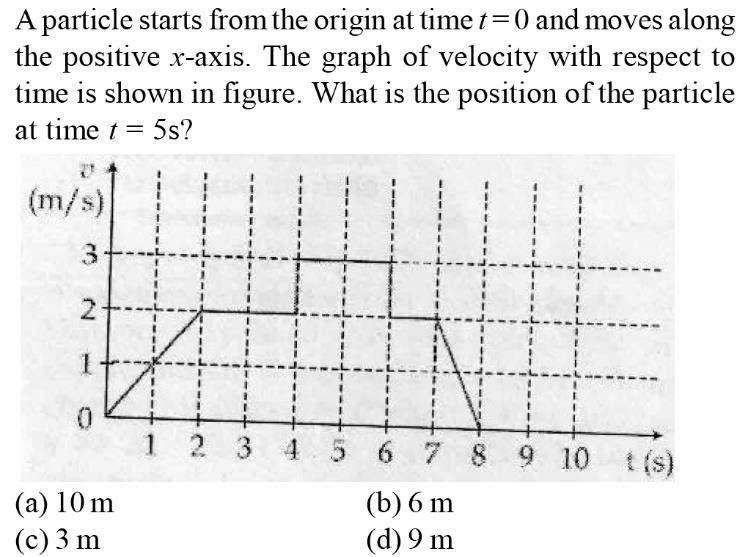 A particle starts from the origin at time t = 0 and moves along
the positive x-axis. The graph of velocity with respect to
time is shown in figure. What is the position of the particle
at time t = 5s?
v
(m/s)
3
2
1
0
1 2 3 4 5 6 7 8 9 10 t (s)
(a) 10 m (b) 6 m
(c) 3 m (d) 9 m